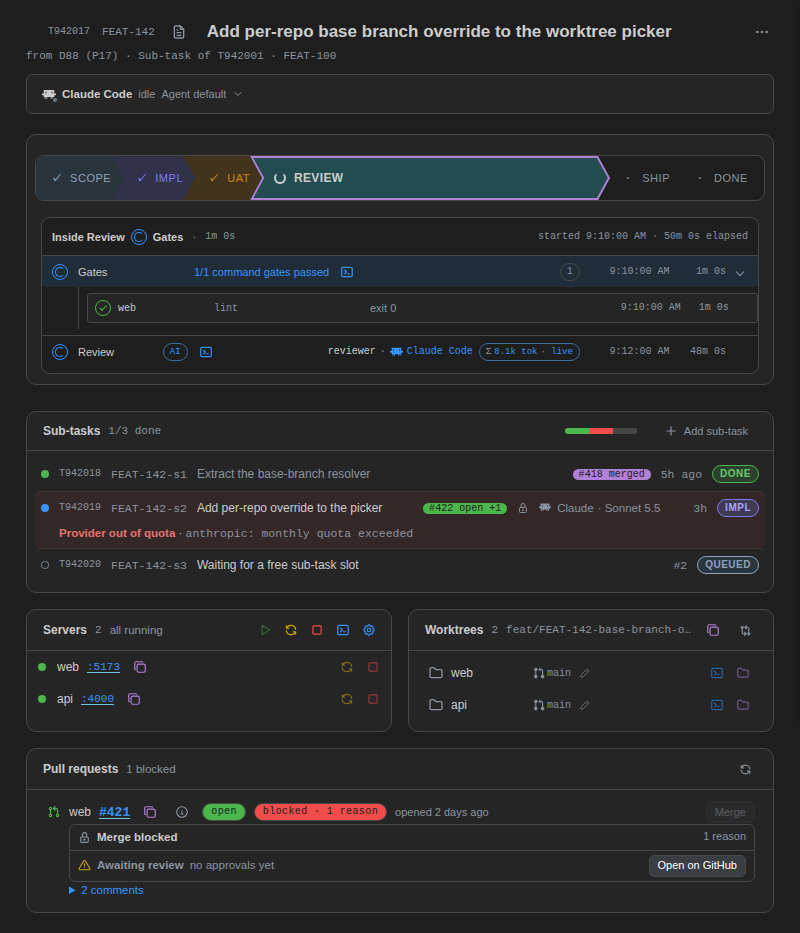 T942017 FEAT-142 Add per-repo base branch override to the worktree picker
from D88 (P17) · Sub-task of T942001 · FEAT-100
Claude Code idle Agent default
SCOPE IMPL UAT REVIEW · SHIP · DONE
Inside Review Gates · 1m 0s started 9:10:00 AM · 50m 0s elapsed
Gates 1/1 command gates passed 1 9:10:00 AM 1m 0s
web lint exit 0 9:10:00 AM 1m 0s
Review AI reviewer · Claude Code Σ 8.1k tok · live 9:12:00 AM 48m 0s
Sub-tasks 1/3 done Add sub-task
T942018 FEAT-142-s1 Extract the base-branch resolver #418 merged 5h ago DONE
T942019 FEAT-142-s2 Add per-repo override to the picker #422 open +1 Claude · Sonnet 5.5 3h IMPL
Provider out of quota · anthropic: monthly quota exceeded
T942020 FEAT-142-s3 Waiting for a free sub-task slot #2 QUEUED
Servers 2 all running
web :5173
api :4000
Worktrees 2 feat/FEAT-142-base-branch-o…
web main
api main
Pull requests 1 blocked
web #421 open blocked · 1 reason opened 2 days ago Merge
Merge blocked 1 reason
Awaiting review no approvals yet Open on GitHub
2 comments